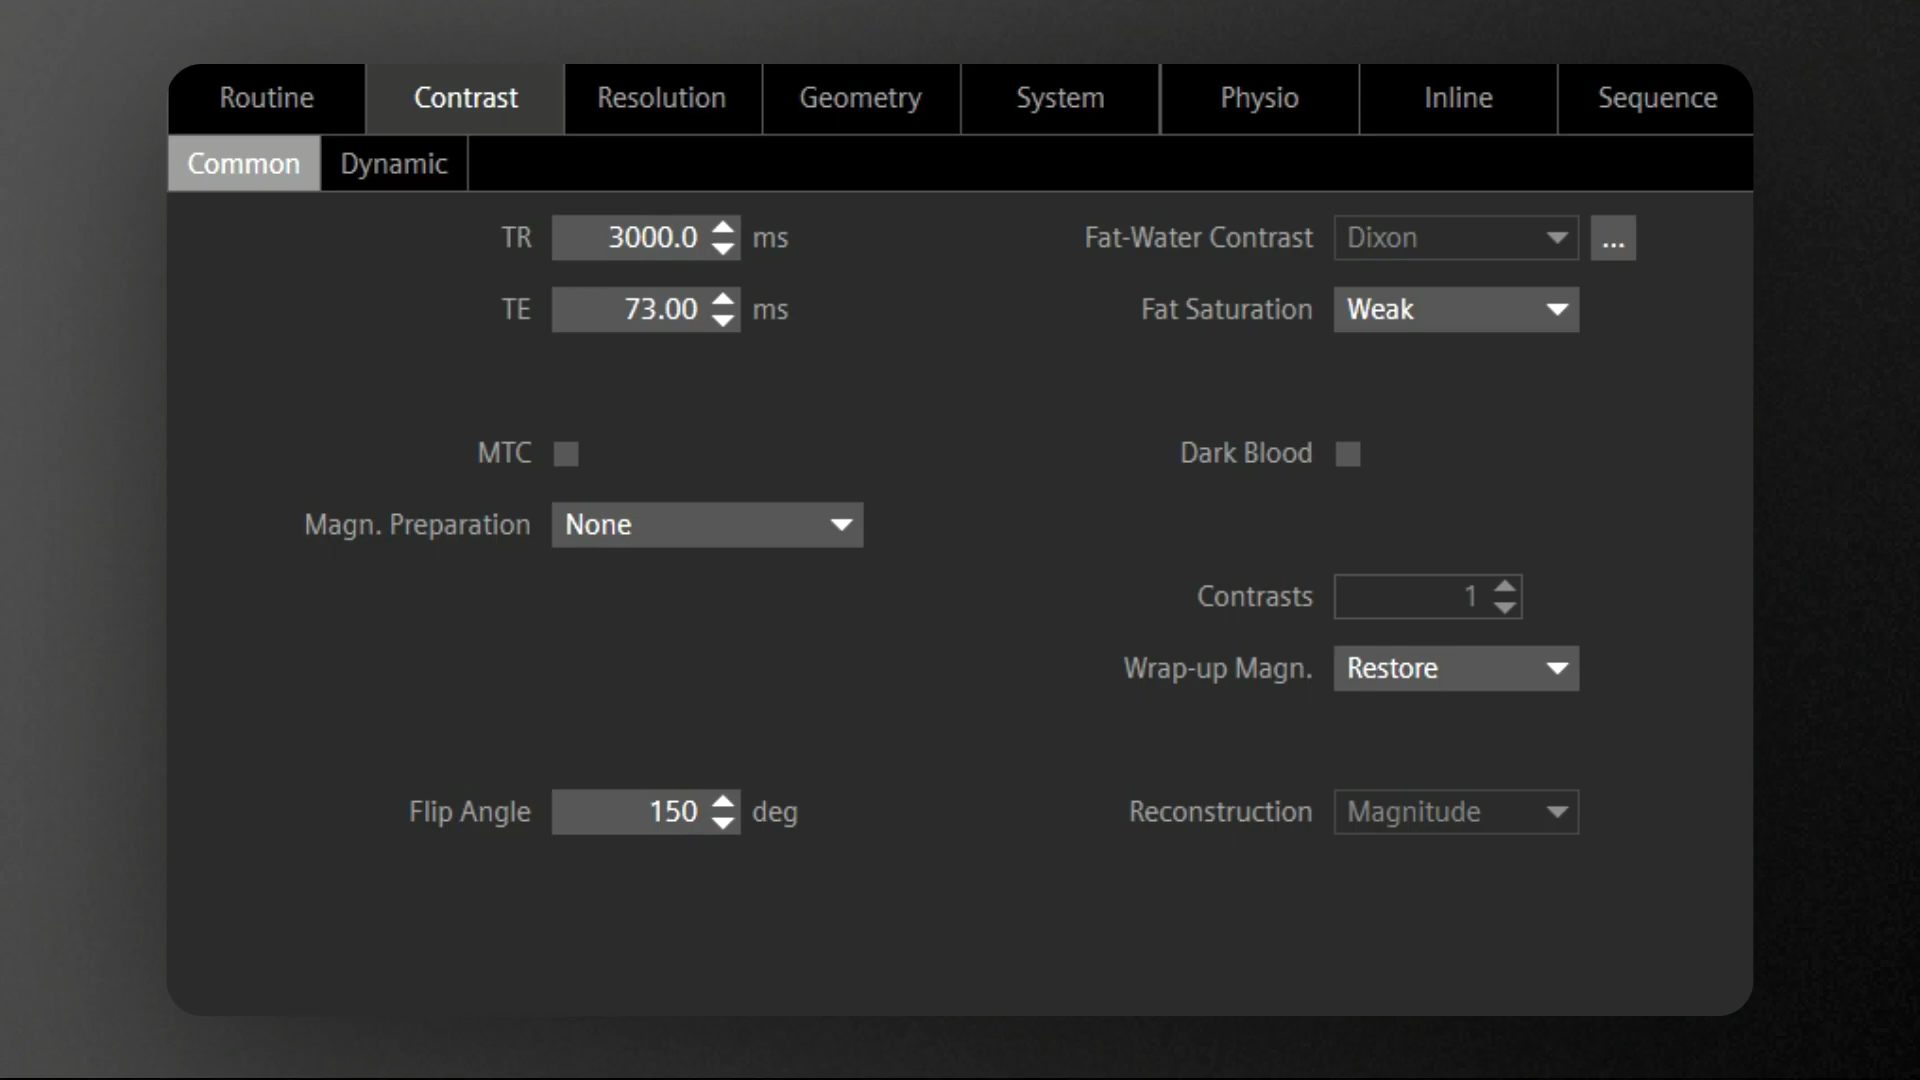 Routine Contrast Resolution Geometry System Physio Inline Sequence
Common Dynamic
TR 3000.0 ms Fat-Water Contrast Dixon ...
TE 73.00 ms Fat Saturation Weak
MTC Dark Blood
Magn. Preparation None
Contrasts 1
Wrap-up Magn. Restore
Flip Angle 150 deg Reconstruction Magnitude